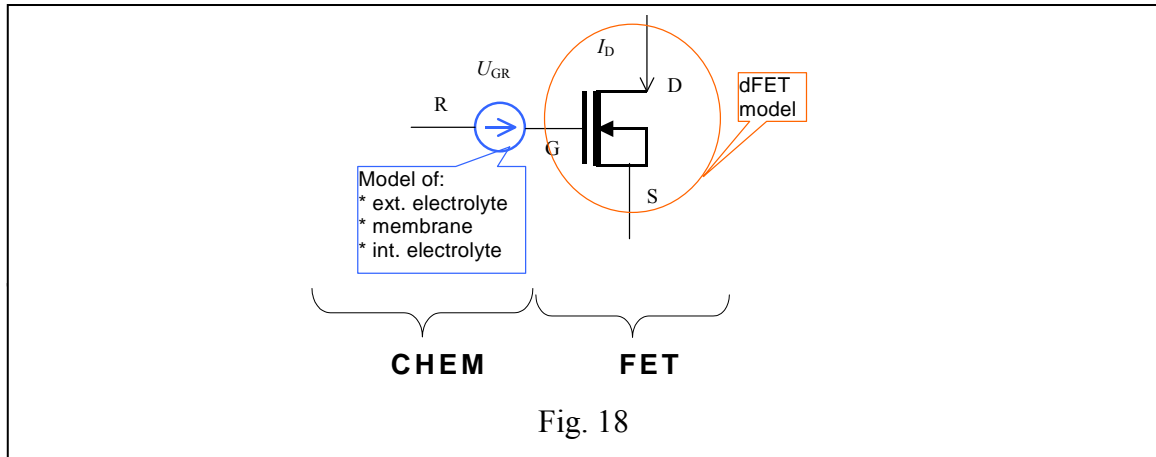 I_D
U_GR
D
dFET
model
R
G
Model of:
* ext. electrolyte
* membrane
* int. electrolyte
S
CHEM
FET
Fig. 18